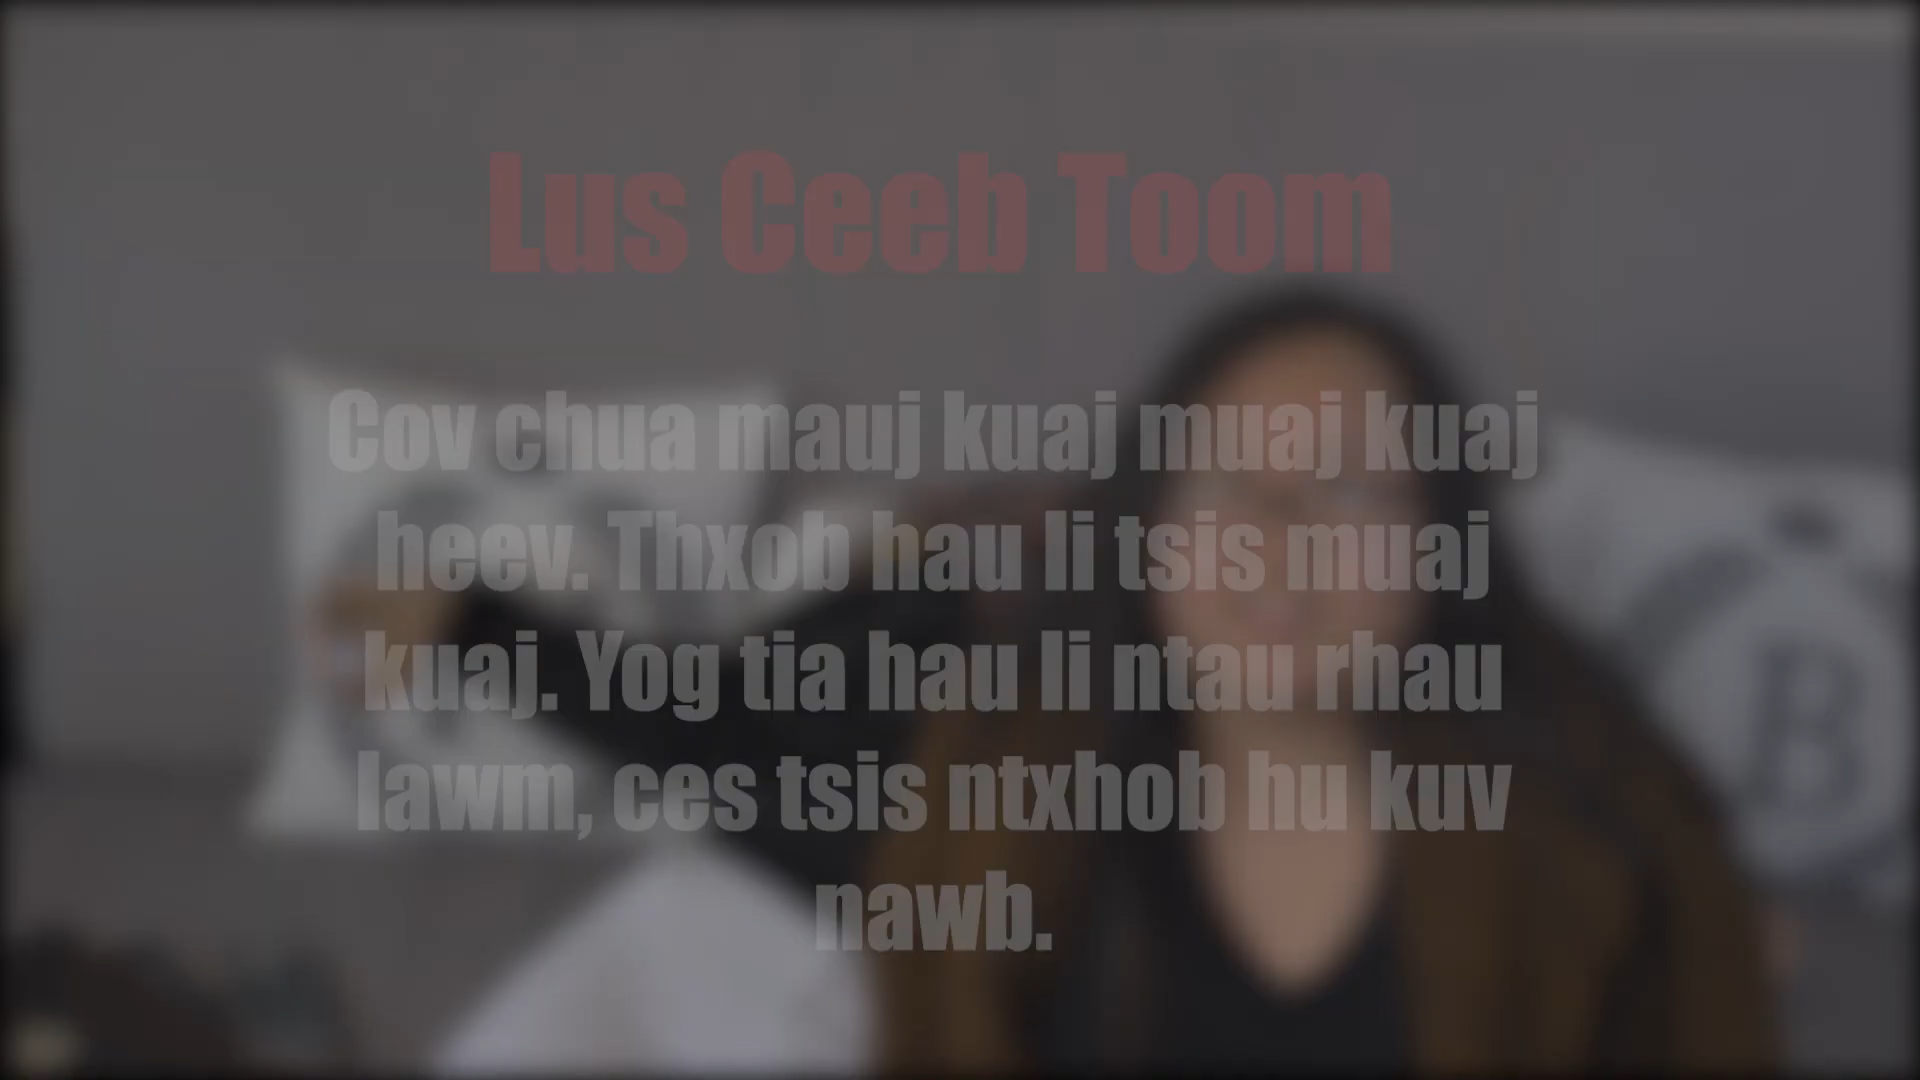 Lus Ceeb Toom
Cov chua mauj kuaj muaj kuaj
heev. Thxob hau li tsis muaj
kuaj. Yog tia hau li ntau rhau
lawm, ces tsis ntxhob hu kuv
nawb.
B